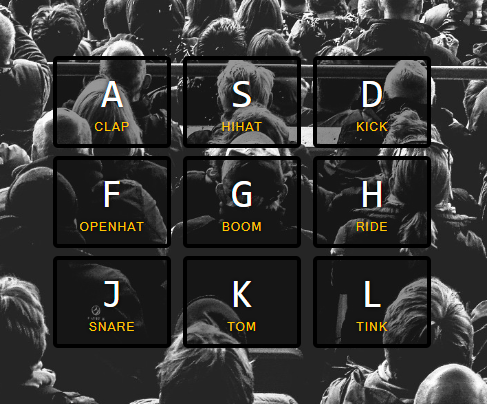 A S D
CLAP HIHAT KICK
F G H
OPENHAT BOOM RIDE
J K L
SNARE TOM TINK